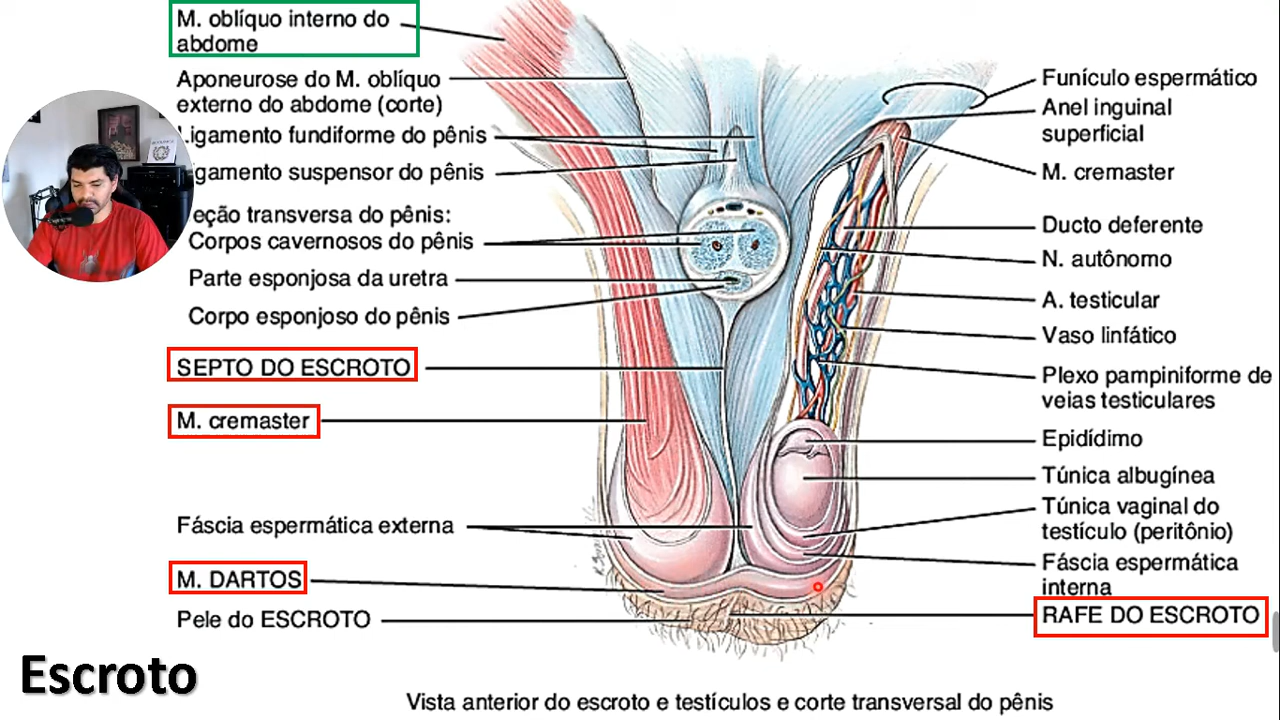 M. oblíquo interno do
abdome
Aponeurose do M. oblíquo
externo do abdome (corte)
Ligamento fundiforme do pênis
gamento suspensor do pênis
eção transversa do pênis:
Corpos cavernosos do pênis
Parte esponjosa da uretra
Corpo esponjoso do pênis
SEPTO DO ESCROTO
M. cremaster
Fáscia espermática externa
M. DARTOS
Pele do ESCROTO
Funículo espermático
Anel inguinal
superficial
M. cremaster
Ducto deferente
N. autônomo
A. testicular
Vaso linfático
Plexo pampiniforme de
veias testiculares
Epidídimo
Túnica albugínea
Túnica vaginal do
testículo (peritônio)
Fáscia espermática
interna
RAFE DO ESCROTO
Escroto
Vista anterior do escroto e testículos e corte transversal do pênis